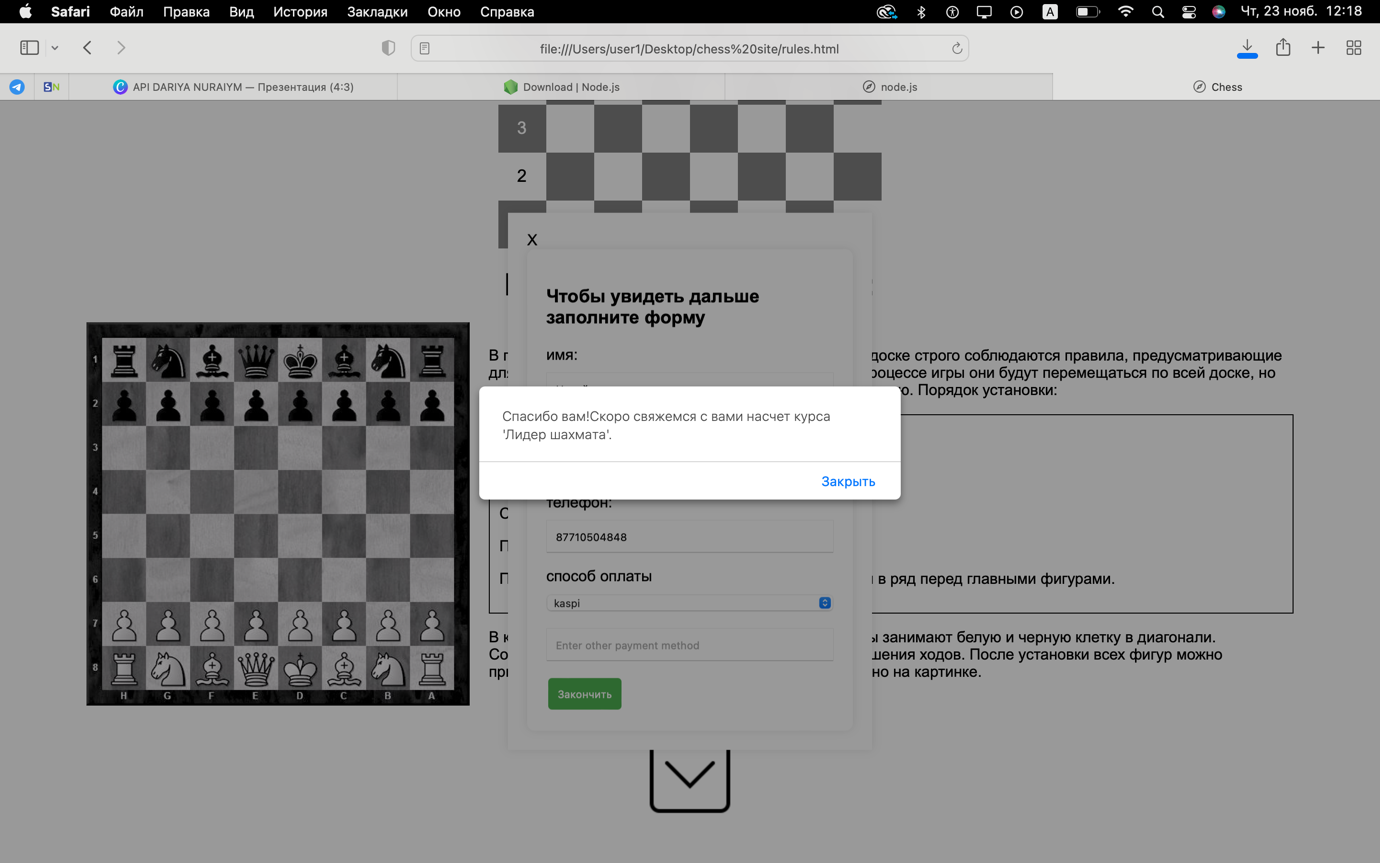 Safari Файл Правка Вид История Закладки Окно Справка A Чт, 23 нояб. 12:18
file:///Users/user1/Desktop/chess%20site/rules.html
SN API DARIYA NURAIYM — Презентация (4:3) Download | Node.js node.js Chess
3
2
X
Чтобы увидеть дальше
заполните форму
имя:
В доске строго соблюдаются правила, предусматривающие
для роцессе игры они будут перемещаться по всей доске, но
Порядок установки:
Спасибо вам!Скоро свяжемся с вами насчет курса
'Лидер шахмата'.
Закрыть
телефон:
87710504848
способ оплаты
kaspi
в ряд перед главными фигурами.
Enter other payment method
В занимают белую и черную клетку в диагонали.
ходов. После установки всех фигур можно
на картинке.
Закончить
1
2
3
4
5
6
7
8
H G F E D C B A